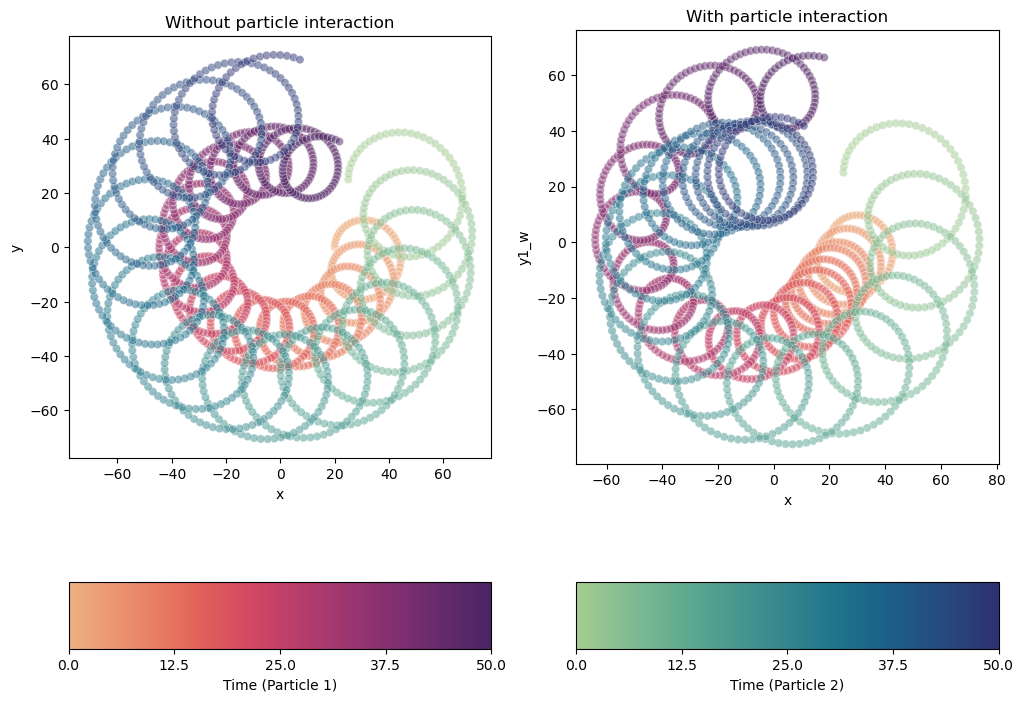 Without particle interaction
60
40
20
0
−20
−40
−60
y
−60 −40 −20 0 20 40 60
x
With particle interaction
60
40
20
0
−20
−40
−60
y1_w
−60 −40 −20 0 20 40 60 80
x
0.0 12.5 25.0 37.5 50.0
Time (Particle 1)
0.0 12.5 25.0 37.5 50.0
Time (Particle 2)